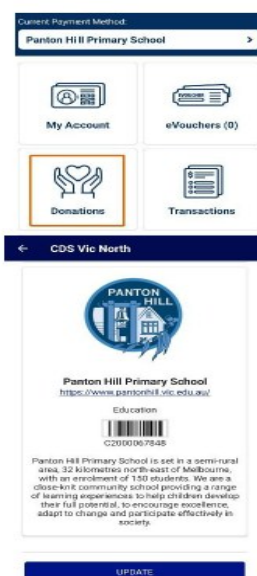 Current Payment Method:
Panton Hill Primary School >
My Account
EVOUCHER
eVouchers (0)
Donations
Transactions
← CDS Vic North
PANTON
HILL
Panton Hill Primary School
https://www.pantonhill.vic.edu.au/
Education
C2000067848
Panton Hill Primary School is set in a semi-rural
area, 32 kilometres north-east of Melbourne,
with an enrolment of 150 students. We are a
close-knit community school providing a range
of learning experiences to help children develop
their full potential, to encourage excellence,
adapt to change and participate effectively in
society.
UPDATE